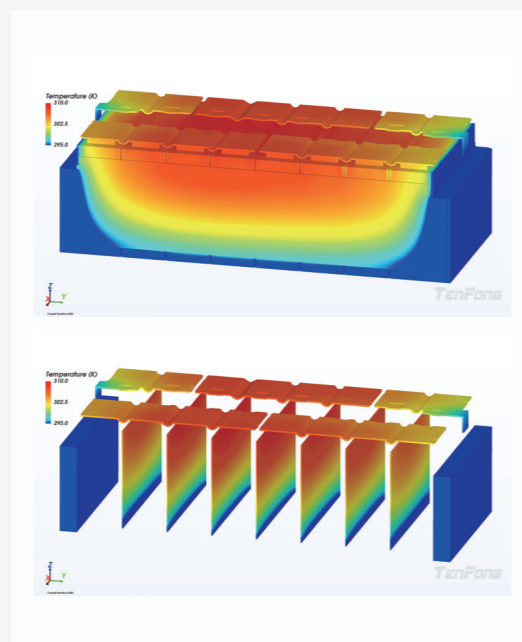 Temperature (K)
310.0
302.5
295.0
Z
X
Y
TenFong
Temperature (K)
310.0
302.5
295.0
Z
X
Y
TenFong